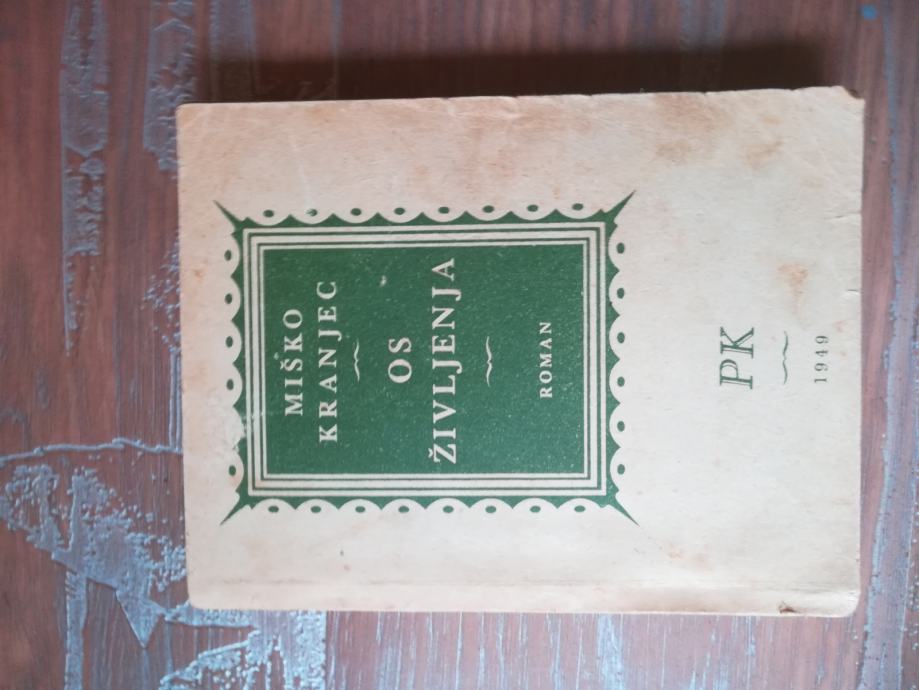 MIŠKO
KRANJEC
OS
ŽIVLJENJA
ROMAN
PK
1949